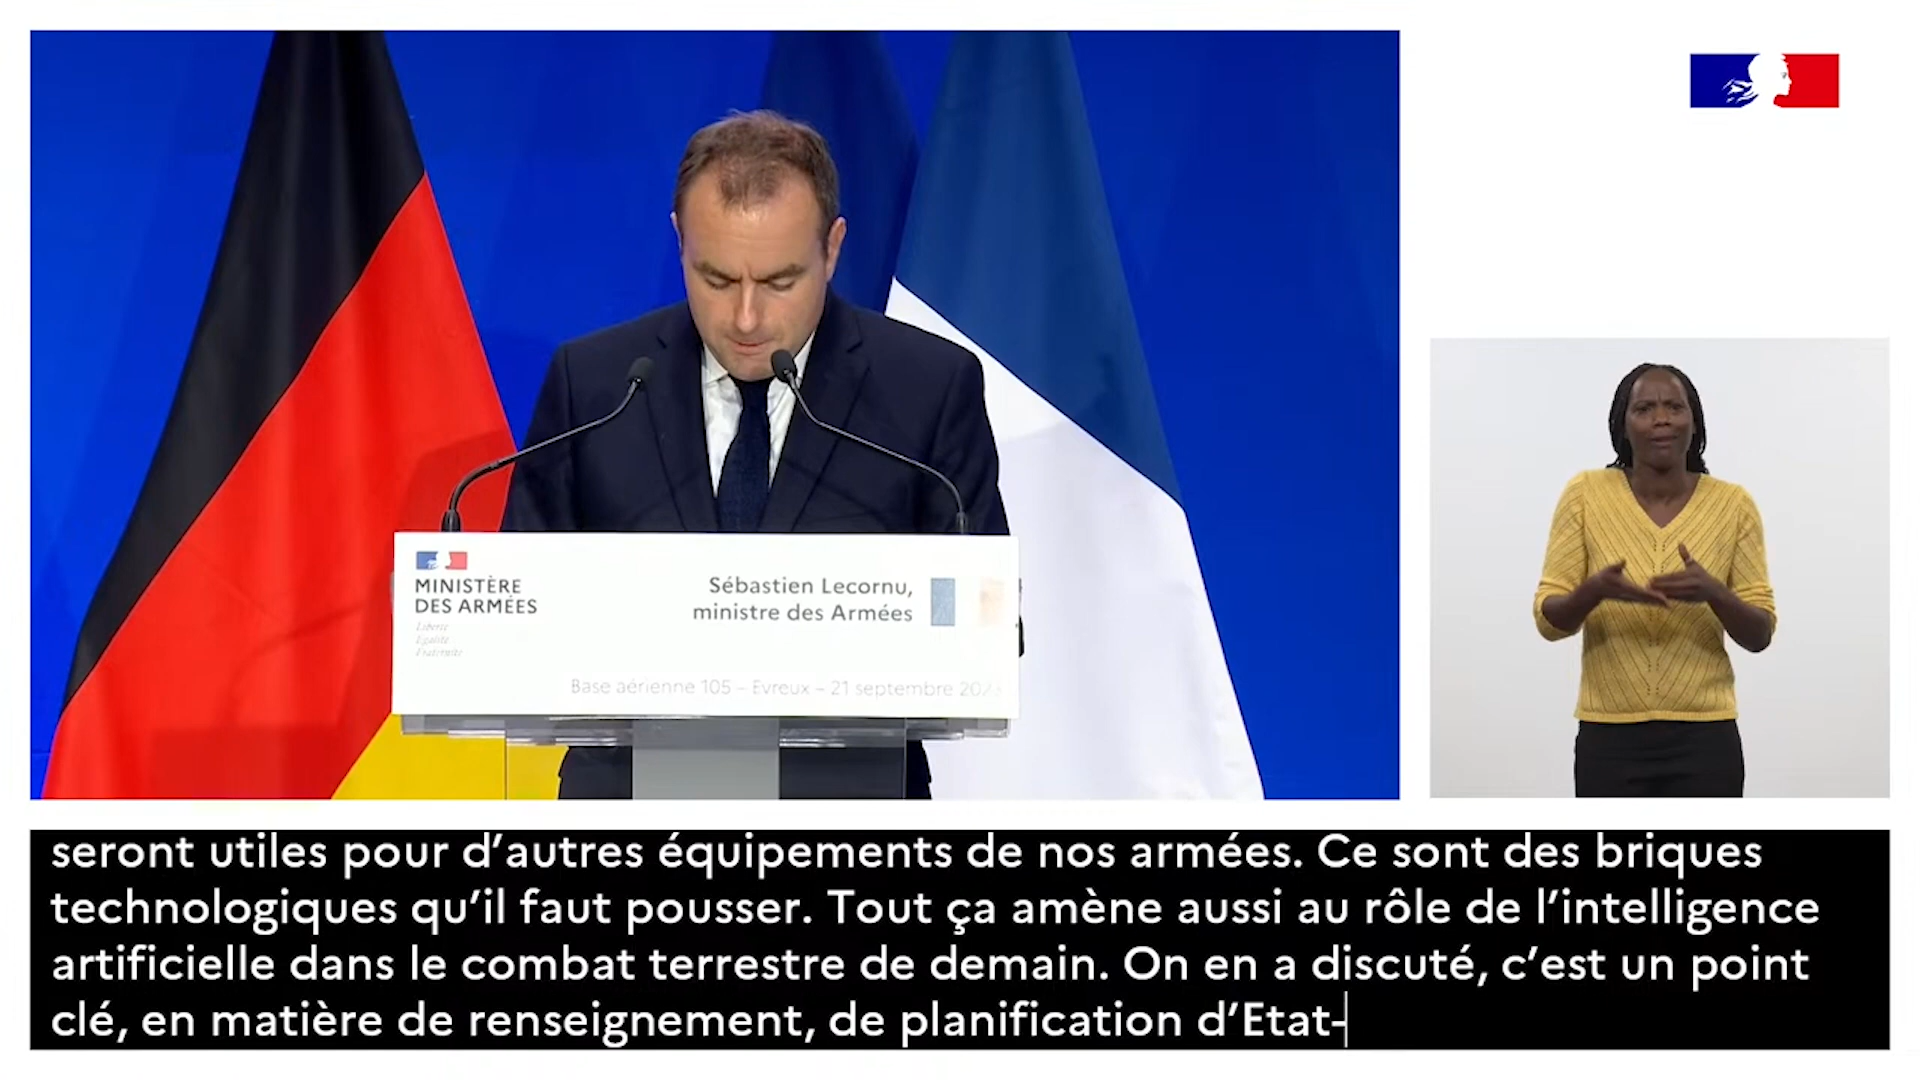 MINISTÈRE
DES ARMÉES
Liberté
Égalité
Fraternité
Sébastien Lecornu,
ministre des Armées
Base aérienne 105 – Evreux – 21 septembre
seront utiles pour d’autres équipements de nos armées. Ce sont des briques
technologiques qu’il faut pousser. Tout ça amène aussi au rôle de l’intelligence
artificielle dans le combat terrestre de demain. On en a discuté, c’est un point
clé, en matière de renseignement, de planification d’Etat-